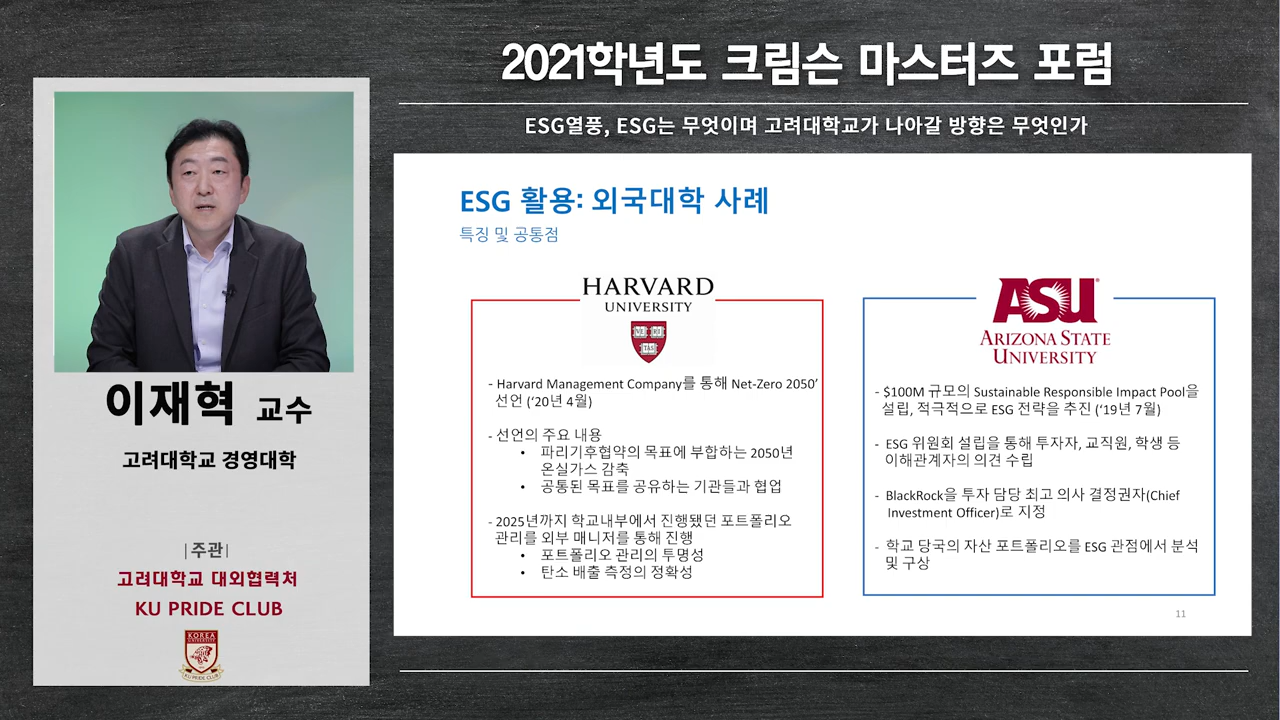 2021학년도 크림슨 마스터즈 포럼
ESG열풍, ESG는 무엇이며 고려대학교가 나아갈 방향은 무엇인가
이재혁 교수
고려대학교 경영대학
|주관|
고려대학교 대외협력처
KU PRIDE CLUB
KOREA
UNIVERSITY
KU PRIDE CLUB
ESG 활용: 외국대학 사례
특징 및 공통점
HARVARD
UNIVERSITY
VE RI
TAS
- Harvard Management Company를 통해 Net-Zero 2050’
선언 (‘20년 4월)
- 선언의 주요 내용
• 파리기후협약의 목표에 부합하는 2050년
온실가스 감축
• 공통된 목표를 공유하는 기관들과 협업
- 2025년까지 학교내부에서 진행됐던 포트폴리오
관리를 외부 매니저를 통해 진행
• 포트폴리오 관리의 투명성
• 탄소 배출 측정의 정확성
ASU®
ARIZONA STATE
UNIVERSITY
- $100M 규모의 Sustainable Responsible Impact Pool을
설립, 적극적으로 ESG 전략을 추진 (‘19년 7월)
- ESG 위원회 설립을 통해 투자자, 교직원, 학생 등
이해관계자의 의견 수립
- BlackRock을 투자 담당 최고 의사 결정권자(Chief
Investment Officer)로 지정
- 학교 당국의 자산 포트폴리오를 ESG 관점에서 분석
및 구상
11